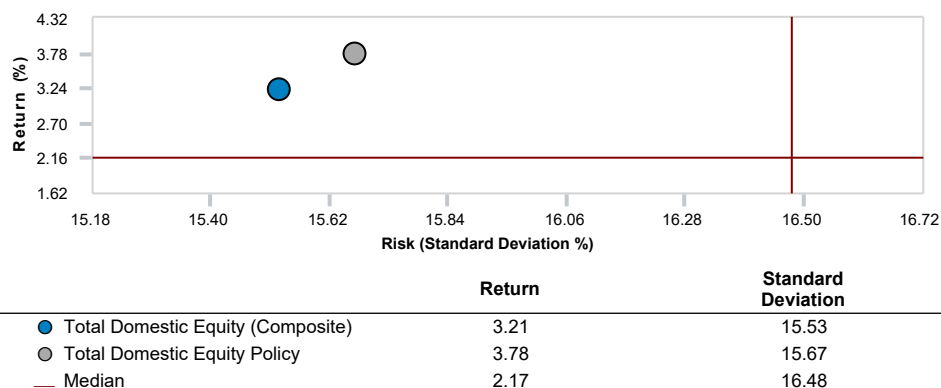 4.32
3.78
3.24
2.70
2.16
1.62
Return (%)
15.18 15.40 15.62 15.84 16.06 16.28 16.50 16.72
Risk (Standard Deviation %)
Return Standard Deviation
Total Domestic Equity (Composite) 3.21 15.53
Total Domestic Equity Policy 3.78 15.67
Median 2.17 16.48